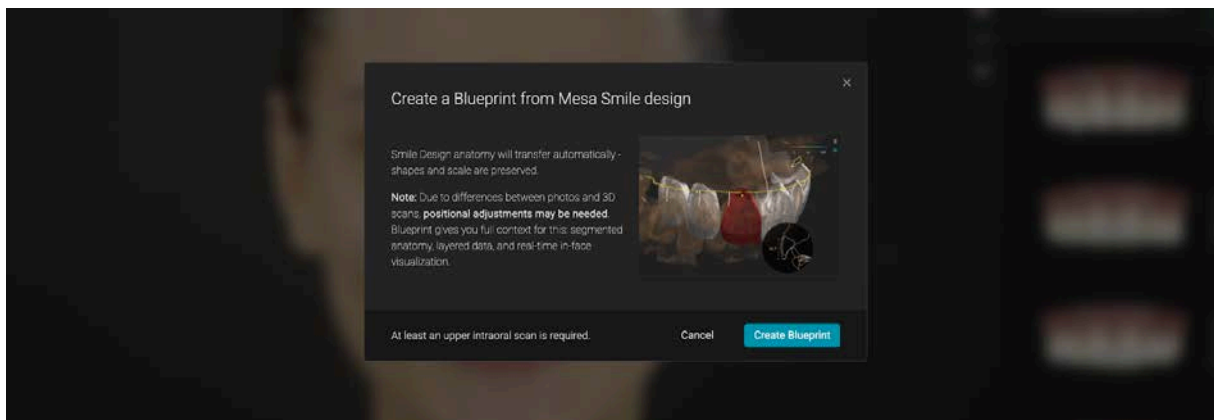 Create a Blueprint from Mesa Smile design
Smile Design anatomy will transfer automatically -
shapes and scale are preserved.
Note: Due to differences between photos and 3D
scans, positional adjustments may be needed.
Blueprint gives you full context for this: segmented
anatomy, layered data, and real-time in-face
visualization.
At least an upper intraoral scan is required.
Cancel
Create Blueprint